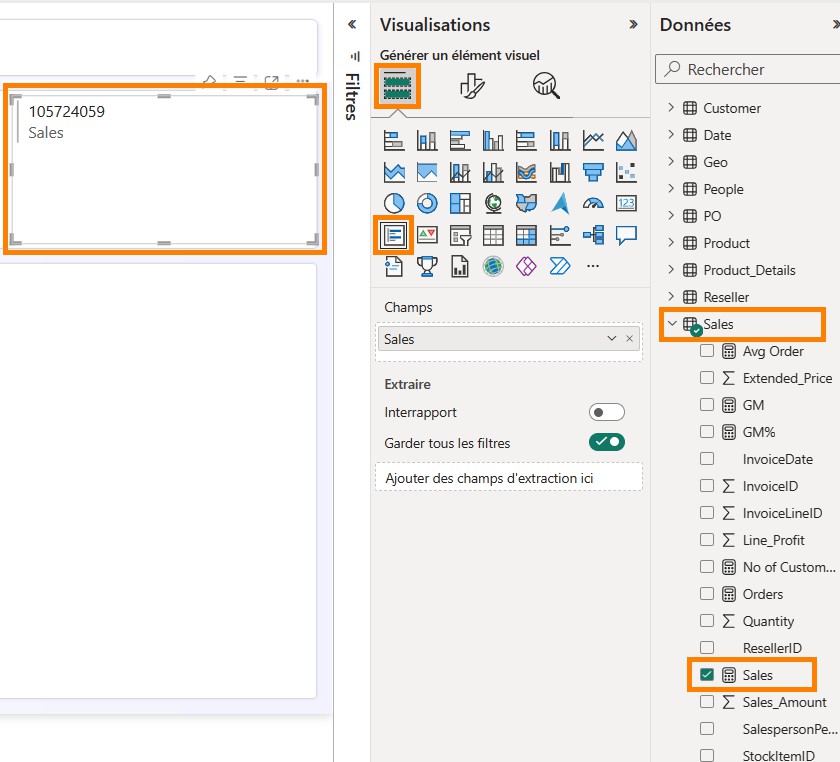 105724059
Sales
Filtres
Visualisations
Générer un élément visuel
123
Champs
Sales
Extraire
Interrapport
Garder tous les filtres
Ajouter des champs d'extraction ici
Données
Rechercher
Customer
Date
Geo
People
PO
Product
Product_Details
Reseller
Sales
Avg Order
Extended_Price
GM
GM%
InvoiceDate
InvoiceID
InvoiceLineID
Line_Profit
No of Custom...
Orders
Quantity
ResellerID
Sales
Sales_Amount
SalespersonPe...
StockItemID